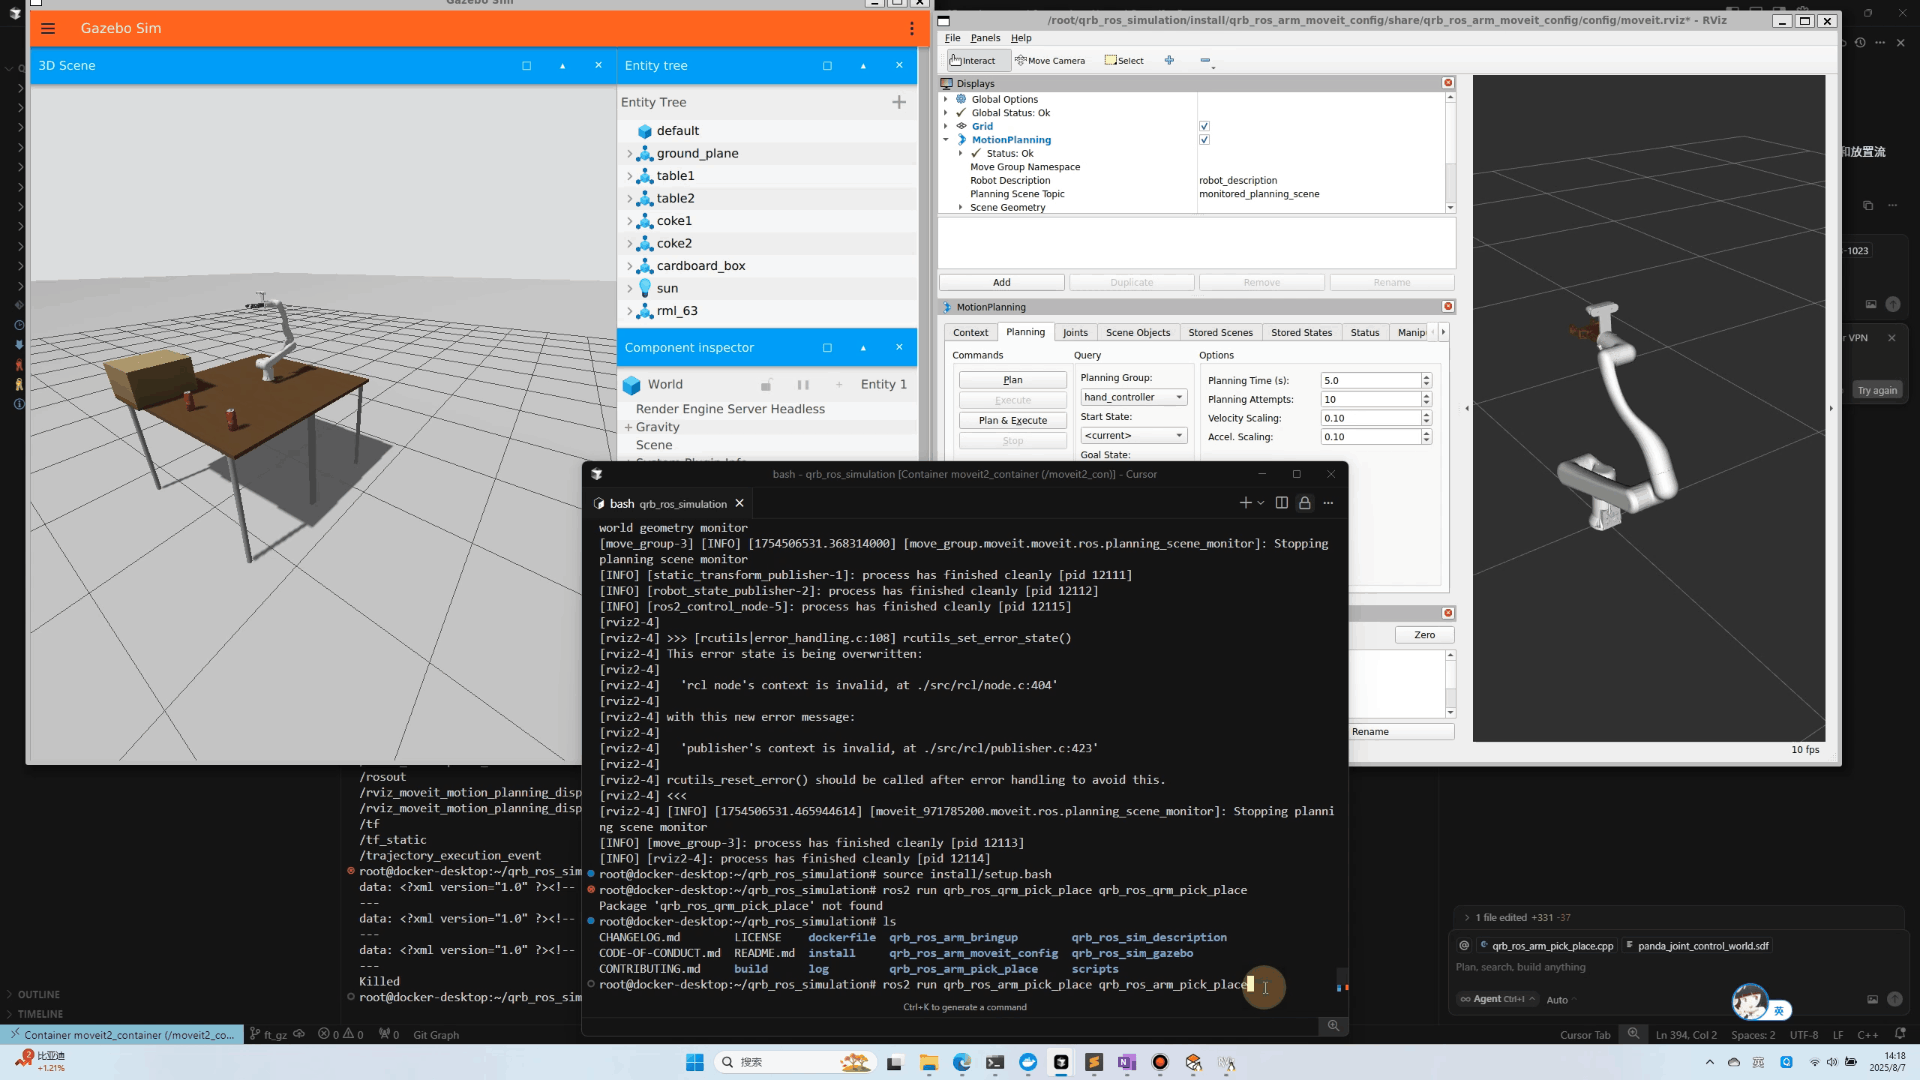 Gazebo Sim
Gazebo Sim
3D Scene
Entity tree
Entity Tree
default
ground_plane
table1
table2
coke1
coke2
cardboard_box
sun
rml_63
Component inspector
World
Entity 1
Render Engine Server Headless
Gravity
Scene
/root/qrb_ros_simulation/install/qrb_ros_arm_moveit_config/share/qrb_ros_arm_moveit_config/config/moveit.rviz* - RViz
File Panels Help
Interact Move Camera Select
Displays
Global Options
Global Status: Ok
Grid
MotionPlanning
Status: Ok
Move Group Namespace
Robot Description robot_description
Planning Scene Topic monitored_planning_scene
Scene Geometry
Add Duplicate Remove Rename
MotionPlanning
Context Planning Joints Scene Objects Stored Scenes Stored States Status Manip
Commands Query Options
Plan
Execute
Plan & Execute
Stop
Planning Group:
hand_controller
Start State:
<current>
Goal State:
Planning Time (s): 5.0
Planning Attempts: 10
Velocity Scaling: 0.10
Accel. Scaling: 0.10
Zero
Rename
10 fps
和放置流
-1023
r VPN
Try again
bash - qrb_ros_simulation [Container moveit2_container (/moveit2_con)] - Cursor
bash qrb_ros_simulation
world geometry monitor
[move_group-3] [INFO] [1754506531.368314000] [move_group.moveit.moveit.ros.planning_scene_monitor]: Stopping
planning scene monitor
[INFO] [static_transform_publisher-1]: process has finished cleanly [pid 12111]
[INFO] [robot_state_publisher-2]: process has finished cleanly [pid 12112]
[INFO] [ros2_control_node-5]: process has finished cleanly [pid 12115]
[rviz2-4]
[rviz2-4] >>> [rcutils|error_handling.c:108] rcutils_set_error_state()
[rviz2-4] This error state is being overwritten:
[rviz2-4]
[rviz2-4]   'rcl node's context is invalid, at ./src/rcl/node.c:404'
[rviz2-4]
[rviz2-4] with this new error message:
[rviz2-4]
[rviz2-4]   'publisher's context is invalid, at ./src/rcl/publisher.c:423'
[rviz2-4]
[rviz2-4] rcutils_reset_error() should be called after error handling to avoid this.
[rviz2-4] <<<
[rviz2-4] [INFO] [1754506531.465944614] [moveit_971785200.moveit.ros.planning_scene_monitor]: Stopping planni
ng scene monitor
[INFO] [move_group-3]: process has finished cleanly [pid 12113]
[INFO] [rviz2-4]: process has finished cleanly [pid 12114]
root@docker-desktop:~/qrb_ros_simulation# source install/setup.bash
root@docker-desktop:~/qrb_ros_simulation# ros2 run qrb_ros_qrm_pick_place qrb_ros_qrm_pick_place
Package 'qrb_ros_qrm_pick_place' not found
root@docker-desktop:~/qrb_ros_simulation# ls
CHANGELOG.md LICENSE dockerfile qrb_ros_arm_bringup qrb_ros_sim_description
CODE-OF-CONDUCT.md README.md install qrb_ros_arm_moveit_config qrb_ros_sim_gazebo
CONTRIBUTING.md build log qrb_ros_arm_pick_place scripts
root@docker-desktop:~/qrb_ros_simulation# ros2 run qrb_ros_arm_pick_place qrb_ros_arm_pick_place
Ctrl+K to generate a command
/rosout
/rviz_moveit_motion_planning_disp
/rviz_moveit_motion_planning_disp
/tf
/tf_static
/trajectory_execution_event
root@docker-desktop:~/qrb_ros_sim
data: <?xml version="1.0" ?><!--
---
data: <?xml version="1.0" ?><!--
---
data: <?xml version="1.0" ?><!--
---
Killed
root@docker-desktop:~/qrb_ros_sim
OUTLINE
TIMELINE
1 file edited +331 -37
@ qrb_ros_arm_pick_place.cpp panda_joint_control_world.sdf
Plan, search, build anything
Agent Ctrl+I Auto
英
Container moveit2_container (/moveit2_co... ft_gz 0 0 0 Git Graph
Cursor Tab Ln 394, Col 2 Spaces: 2 UTF-8 LF C++
比亚迪
+1.21%
搜索
英
14:18
2025/8/7